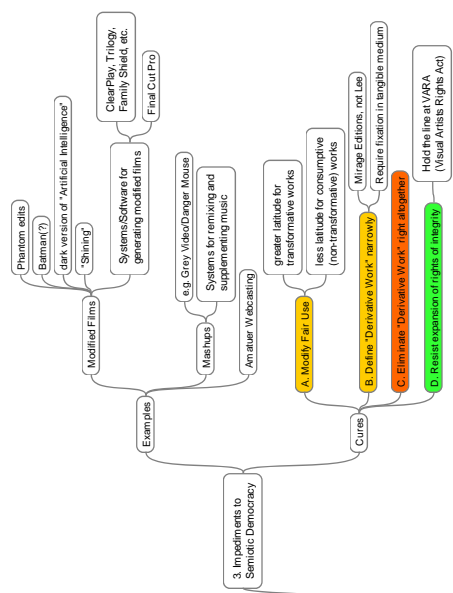 3. Impediments to
Semiotic Democracy
Examples
Modified Films
Phantom edits
Batman(?)
dark version of "Artificial Intelligence"
"Shining"
Systems/Software for
generating modified films
ClearPlay, Trilogy,
Family Shield, etc.
Final Cut Pro
Mashups
e.g. Grey Video/Danger Mouse
Systems for remixing and
supplementing music
Amatuer Webcasting
Cures
A. Modify Fair Use
greater latitude for
transformative works
less latitude for consumptive
(non-transformative) works
B. Define "Derivative Work" narrowly
Mirage Editions, not Lee
Require fixation in tangible medium
C. Eliminate "Derivative Work" right altogether
D. Resist expansion of rights of integrity
Hold the line at VARA
(Visual Artists Rights Act)